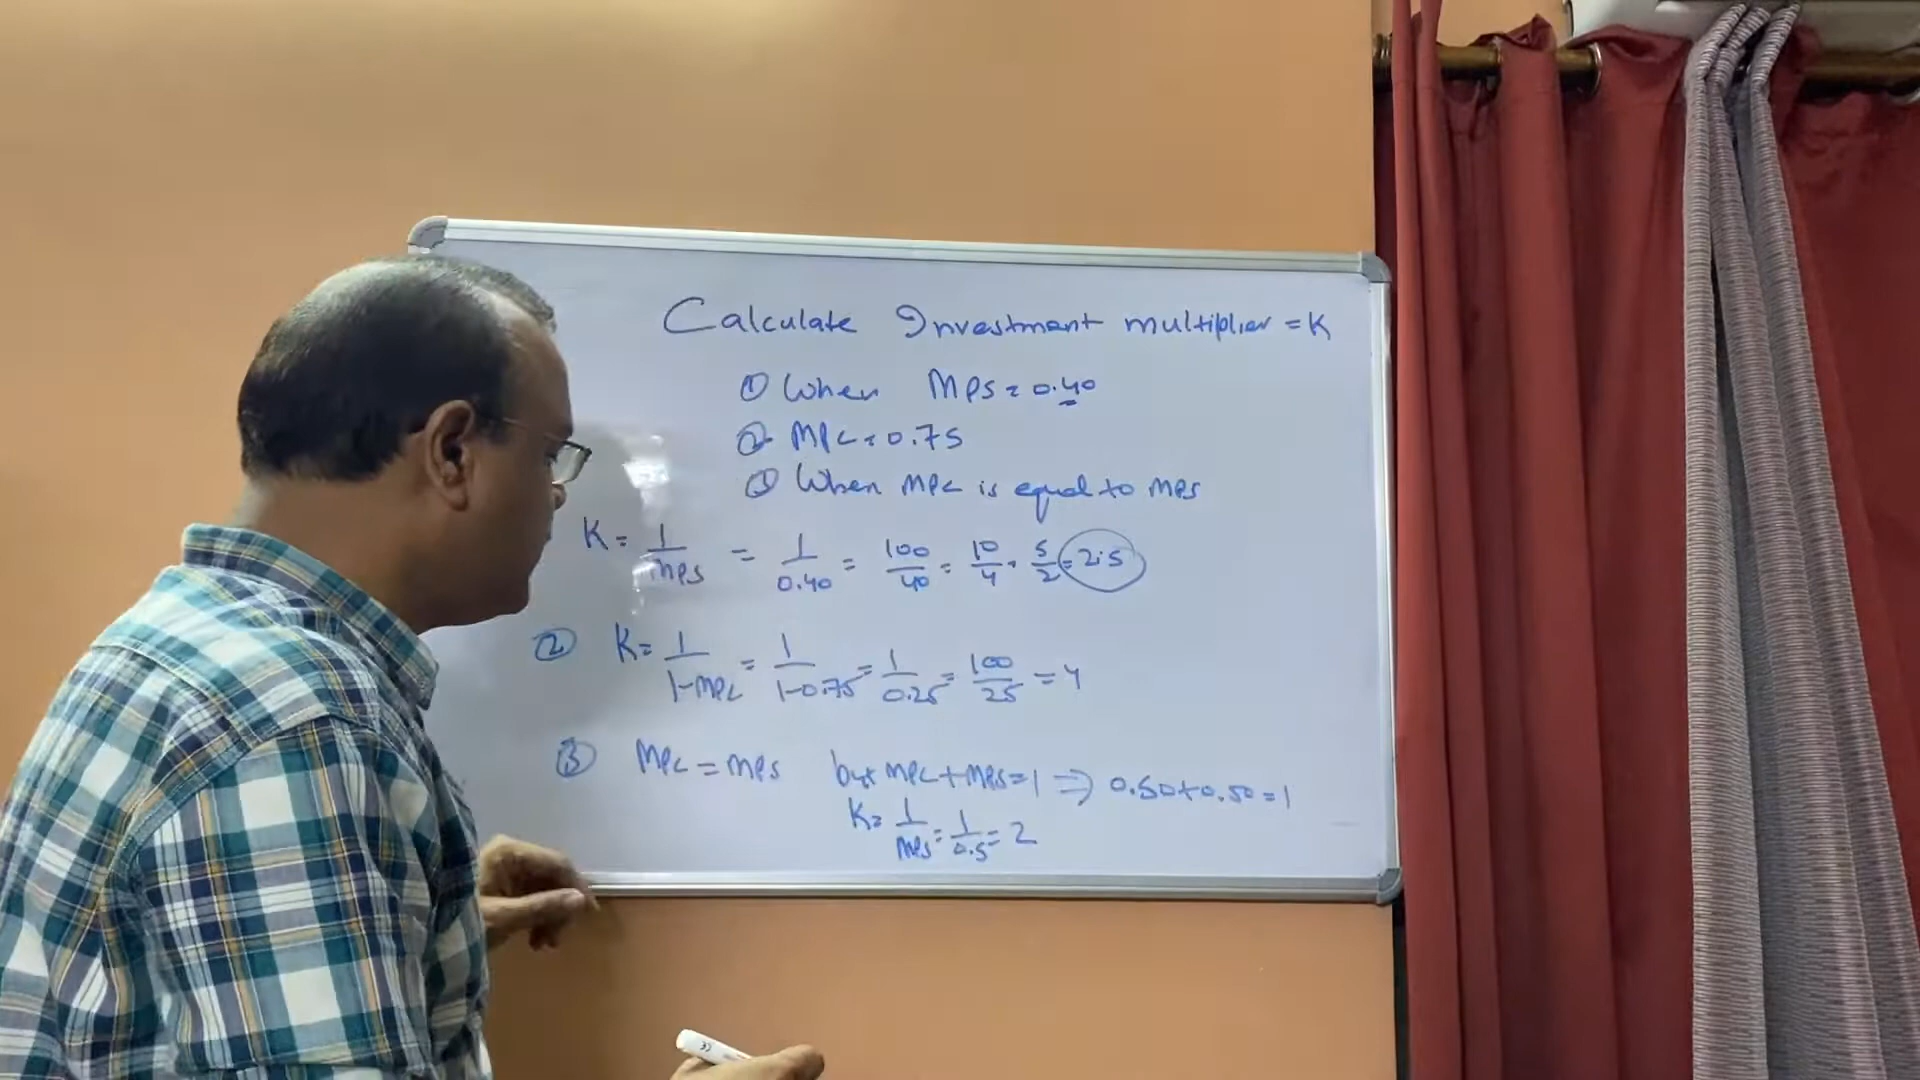 Calculate Investment multiplier = K
① When MPS = 0.40
② MPC = 0.75
③ When MPC is equal to MPS
K = 1/MPS = 1/0.40 = 100/40 = 10/4 = 5/2 = 2.5
② K = 1/1-MPC = 1/1-0.75 = 1/0.25 = 100/25 = 4
③ MPC = MPS but MPC + MPS = 1 ⇒ 0.50 + 0.50 = 1
K = 1/MPS = 1/0.5 = 2